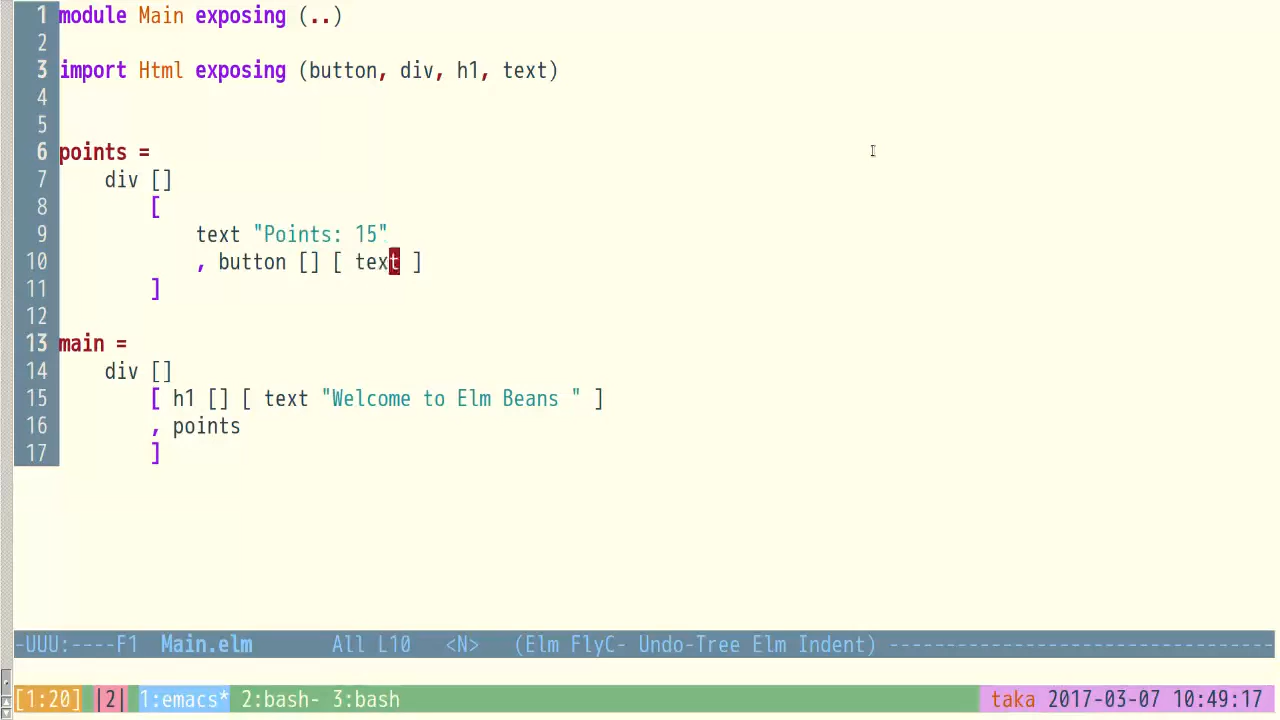 1 module Main exposing (..)
2
3 import Html exposing (button, div, h1, text)
4
5
6 points =
7     div []
8         [
9             text "Points: 15"
10             , button [] [ text ]
11         ]
12
13 main =
14     div []
15         [ h1 [] [ text "Welcome to Elm Beans " ]
16         , points
17         ]
-UUU:----F1  Main.elm       All L10   <N>   (Elm FlyC- Undo-Tree Elm Indent) ----------------------------------
[1:20] |2| 1:emacs* 2:bash- 3:bash taka 2017-03-07 10:49:17